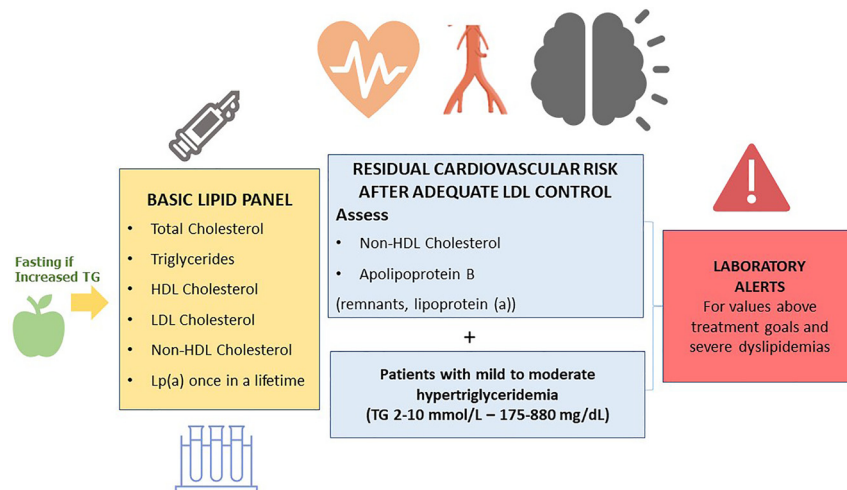 Fasting if
Increased TG
BASIC LIPID PANEL
• Total Cholesterol
• Triglycerides
• HDL Cholesterol
• LDL Cholesterol
• Non-HDL Cholesterol
• Lp(a) once in a lifetime
RESIDUAL CARDIOVASCULAR RISK
AFTER ADEQUATE LDL CONTROL
Assess
• Non-HDL Cholesterol
• Apolipoprotein B
(remnants, lipoprotein (a))
+
Patients with mild to moderate
hypertriglyceridemia
(TG 2-10 mmol/L – 175-880 mg/dL)
LABORATORY
ALERTS
For values above
treatment goals and
severe dyslipidemias